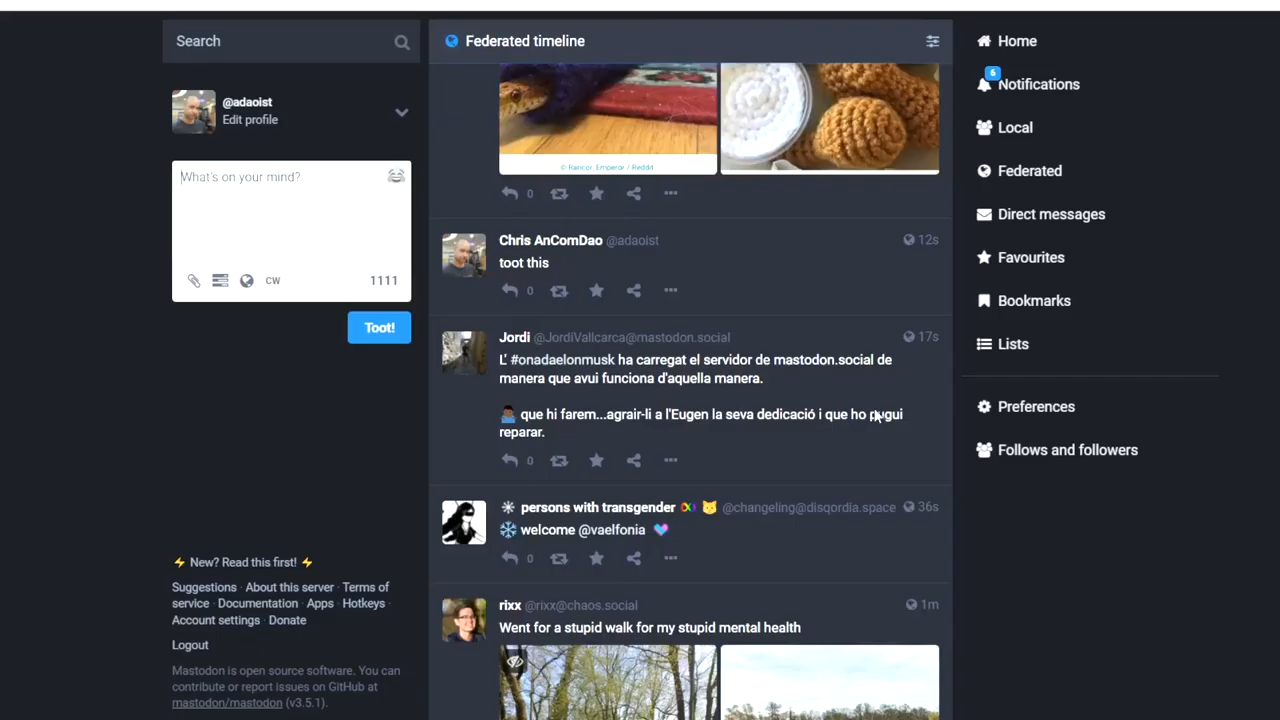 Search
@adaoist
Edit profile
What's on your mind?
CW
1111
Toot!
⚡ New? Read this first! ⚡
Suggestions · About this server · Terms of
service · Documentation · Apps · Hotkeys ·
Account settings · Donate
Logout
Mastodon is open source software. You can
contribute or report issues on GitHub at
mastodon/mastodon (v3.5.1).
Federated timeline
© Rancor_Emperor / Reddit
0
Chris AnComDao @adaoist 12s
toot this
0
Jordi @JordiVallcarca@mastodon.social 17s
L' #onadaelonmusk ha carregat el servidor de mastodon.social de
manera que avui funciona d'aquella manera.
que hi farem...agrair-li a l'Eugen la seva dedicació i que ho pugui
reparar.
0
persons with transgender @changeling@disqordia.space 36s
welcome @vaelfonia
0
rixx @rixx@chaos.social 1m
Went for a stupid walk for my stupid mental health
Home
6
Notifications
Local
Federated
Direct messages
Favourites
Bookmarks
Lists
Preferences
Follows and followers